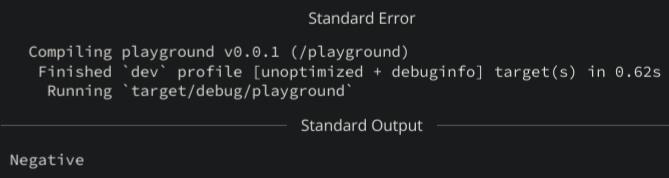 Standard Error
Compiling playground v0.0.1 (/playground)
Finished `dev` profile [unoptimized + debuginfo] target(s) in 0.62s
Running `target/debug/playground`
Standard Output
Negative